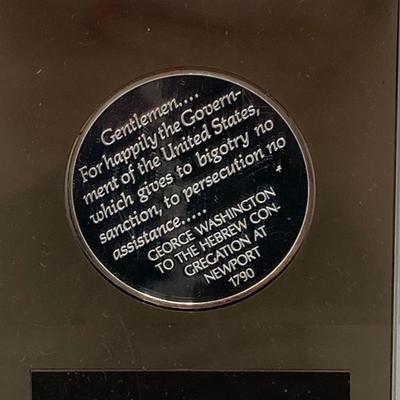 Gentlemen....
For happily the Govern-
ment of the United States,
which gives to bigotry no
sanction, to persecution no
assistance.....
GEORGE WASHINGTON
TO THE HEBREW CON-
GREGATION AT
NEWPORT
1790